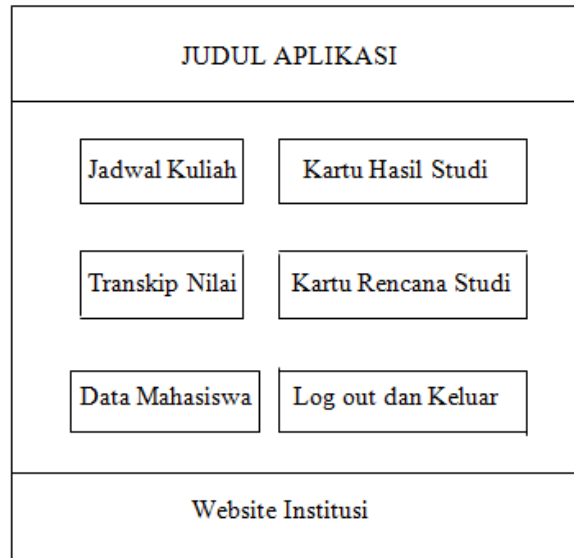 JUDUL APLIKASI
Jadwal Kuliah
Kartu Hasil Studi
Transkip Nilai
Kartu Rencana Studi
Data Mahasiswa
Log out dan Keluar
Website Institusi